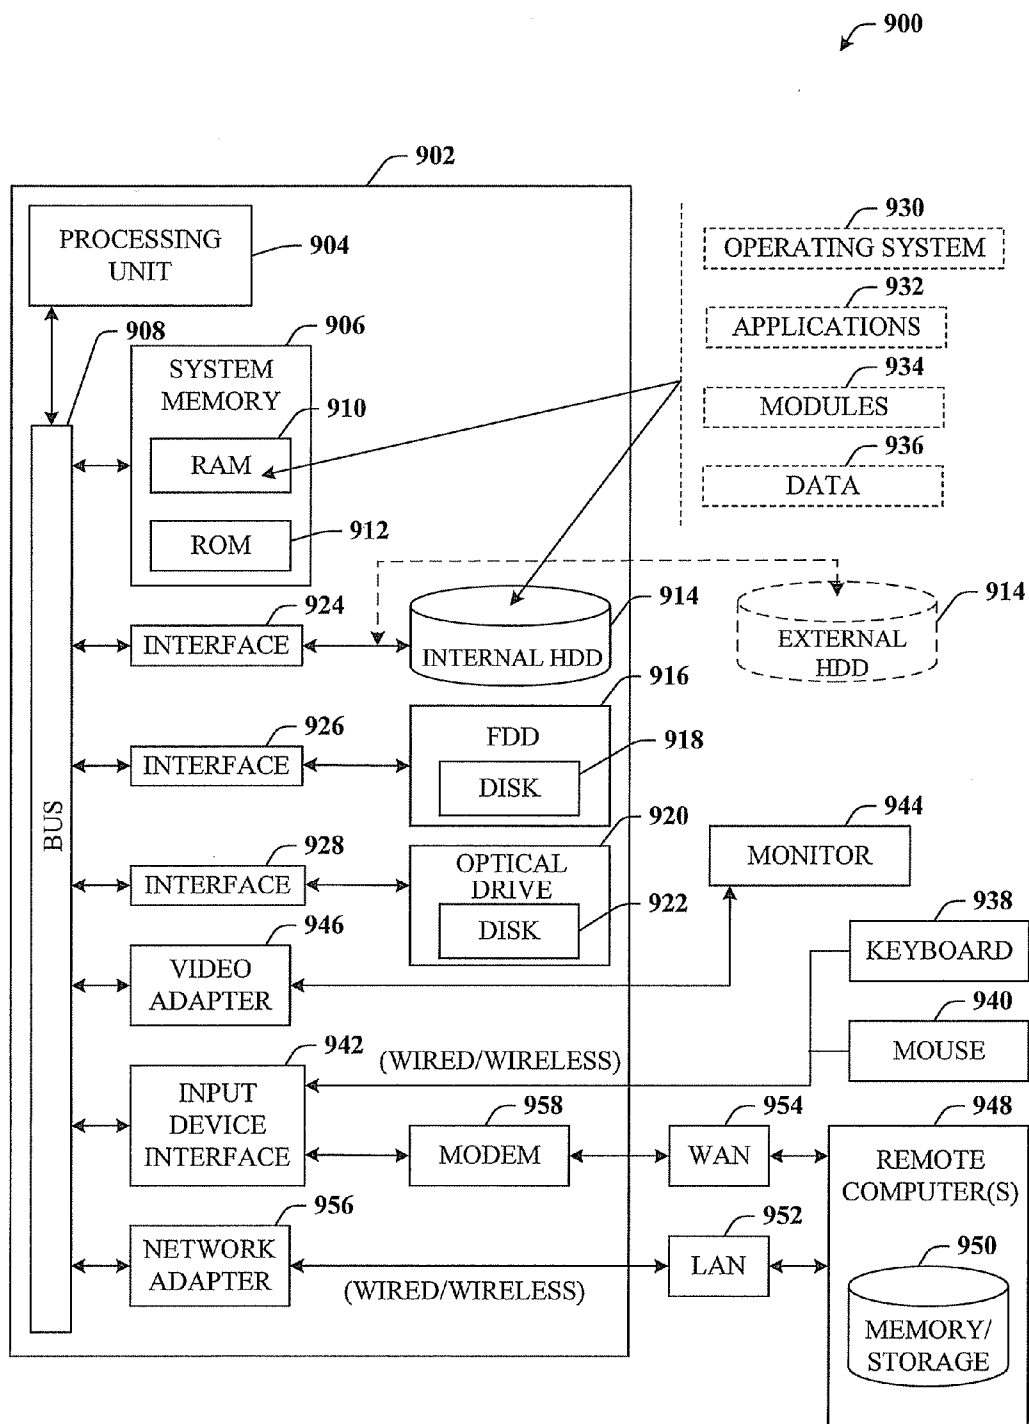 900
902
PROCESSING
UNIT
904
908
906
SYSTEM
MEMORY
910
RAM
912
ROM
930
OPERATING SYSTEM
932
APPLICATIONS
934
MODULES
936
DATA
924
INTERFACE
914
INTERNAL HDD
914
EXTERNAL
HDD
916
926
INTERFACE
FDD
918
DISK
BUS
920
928
INTERFACE
OPTICAL
DRIVE
922
DISK
944
MONITOR
946
VIDEO
ADAPTER
938
KEYBOARD
940
MOUSE
942
(WIRED/WIRELESS)
INPUT
DEVICE
INTERFACE
958
MODEM
954
WAN
948
REMOTE
COMPUTER(S)
956
NETWORK
ADAPTER
(WIRED/WIRELESS)
952
LAN
950
MEMORY/
STORAGE